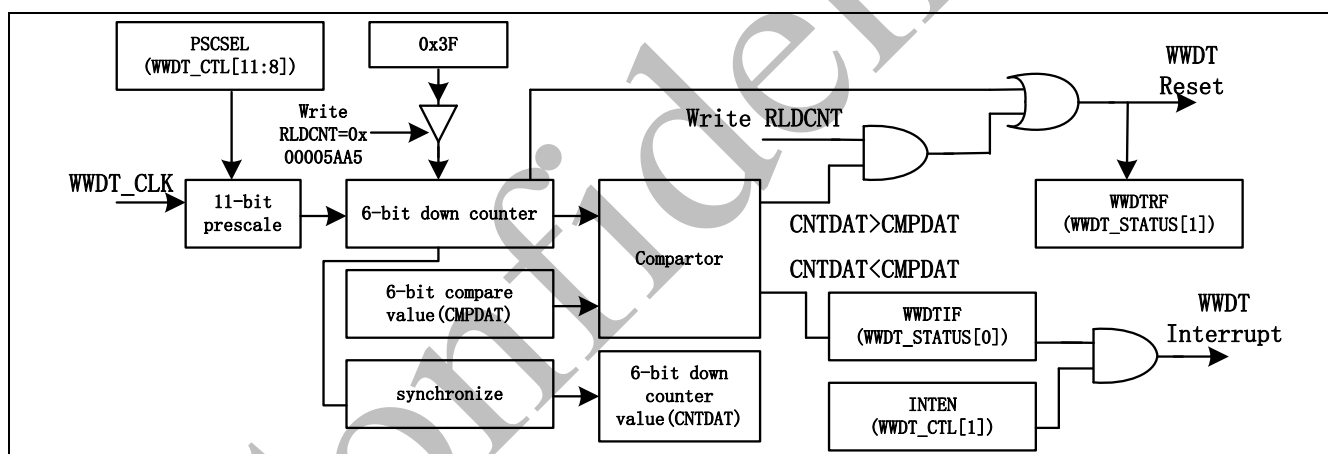 PSCSEL
(WWDT_CTL[11:8])
0x3F
Write
RLDCNT=0x
00005AA5
WWDT_CLK
11-bit
prescale
6-bit down counter
6-bit compare
value(CMPDAT)
synchronize
Compartor
6-bit down
counter
value(CNTDAT)
Write RLDCNT
CNTDAT>CMPDAT
CNTDAT<CMPDAT
WWDT
Reset
WWDTRF
(WWDT_STATUS[1])
WWDTIF
(WWDT_STATUS[0])
INTEN
(WWDT_CTL[1])
WWDT
Interrupt